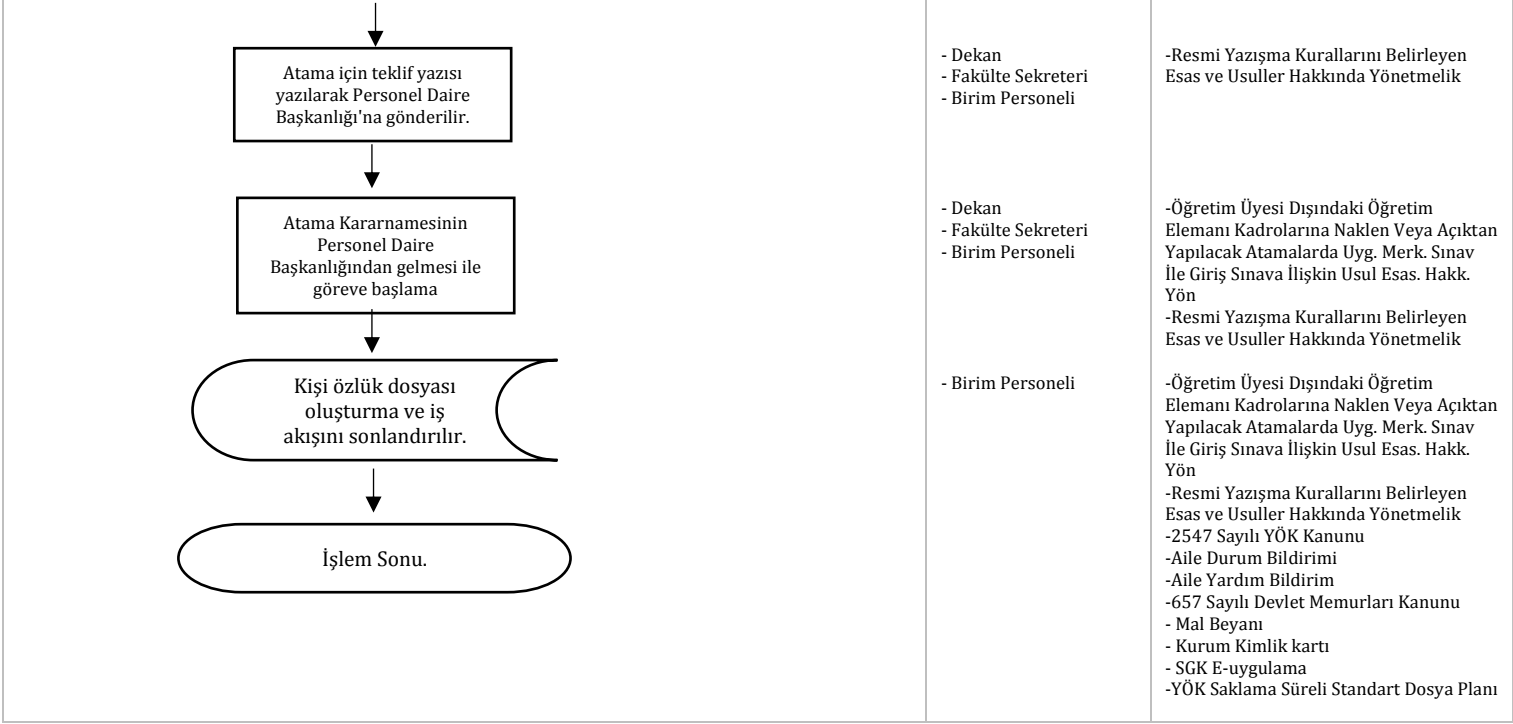 Atama için teklif yazısı
yazılarak Personel Daire
Başkanlığı'na gönderilir.
- Dekan
- Fakülte Sekreteri
- Birim Personeli
-Resmi Yazışma Kurallarını Belirleyen
Esas ve Usuller Hakkında Yönetmelik
Atama Kararnamesinin
Personel Daire
Başkanlığından gelmesi ile
göreve başlama
- Dekan
- Fakülte Sekreteri
- Birim Personeli
-Öğretim Üyesi Dışındaki Öğretim
Elemanı Kadrolarına Naklen Veya Açıktan
Yapılacak Atamalarda Uyg. Merk. Sınav
İle Giriş Sınava İlişkin Usul Esas. Hakk.
Yön
-Resmi Yazışma Kurallarını Belirleyen
Esas ve Usuller Hakkında Yönetmelik
Kişi özlük dosyası
oluşturma ve iş
akışını sonlandırılır.
- Birim Personeli
-Öğretim Üyesi Dışındaki Öğretim
Elemanı Kadrolarına Naklen Veya Açıktan
Yapılacak Atamalarda Uyg. Merk. Sınav
İle Giriş Sınava İlişkin Usul Esas. Hakk.
Yön
-Resmi Yazışma Kurallarını Belirleyen
Esas ve Usuller Hakkında Yönetmelik
-2547 Sayılı YÖK Kanunu
-Aile Durum Bildirimi
-Aile Yardım Bildirim
-657 Sayılı Devlet Memurları Kanunu
- Mal Beyanı
- Kurum Kimlik kartı
- SGK E-uygulama
-YÖK Saklama Süreli Standart Dosya Planı
İşlem Sonu.